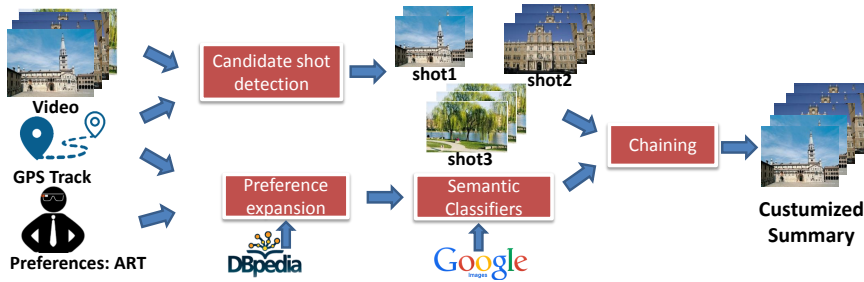 Video
GPS Track
Preferences: ART
Candidate shot
detection
shot1
shot2
shot3
Preference
expansion
DBpedia
Semantic
Classifiers
Google
images
Chaining
Custumized
Summary